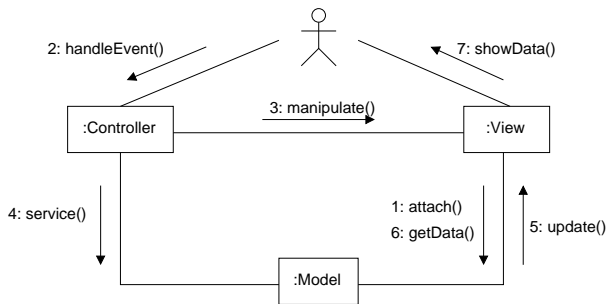 2: handleEvent()
7: showData()
3: manipulate()
:Controller
:View
4: service()
1: attach()
6: getData()
5: update()
:Model